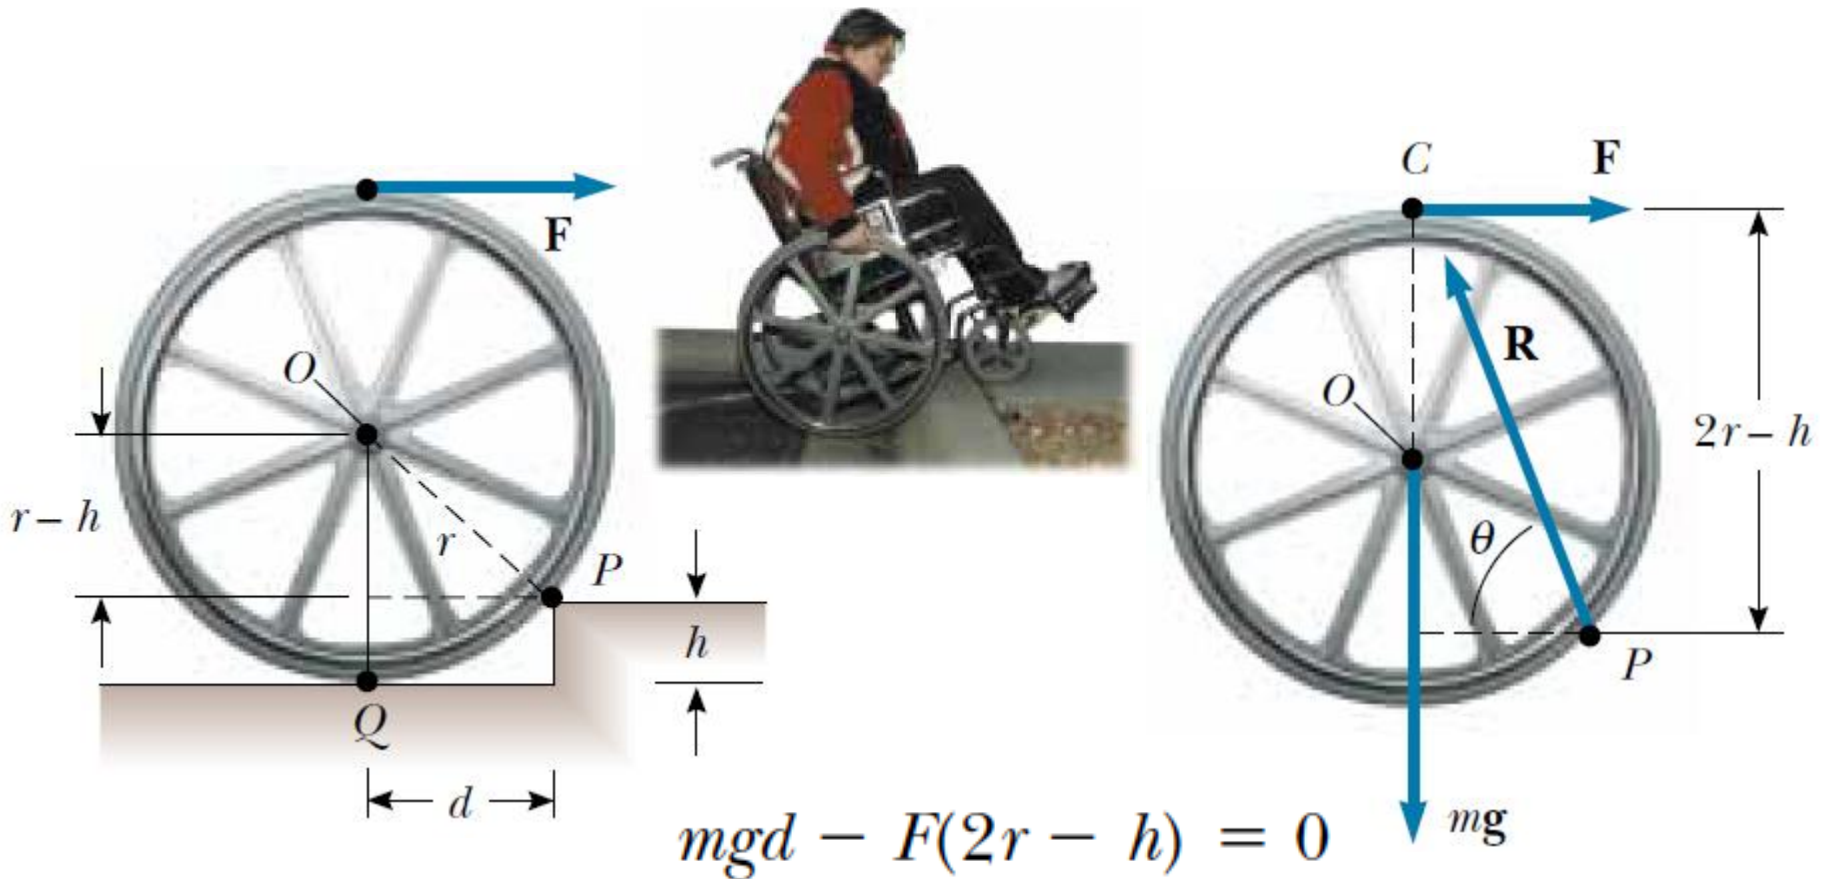 F
O
r – h
r
P
h
Q
d
C
F
R
O
2r – h
θ
P
mg
mgd − F(2r − h) = 0